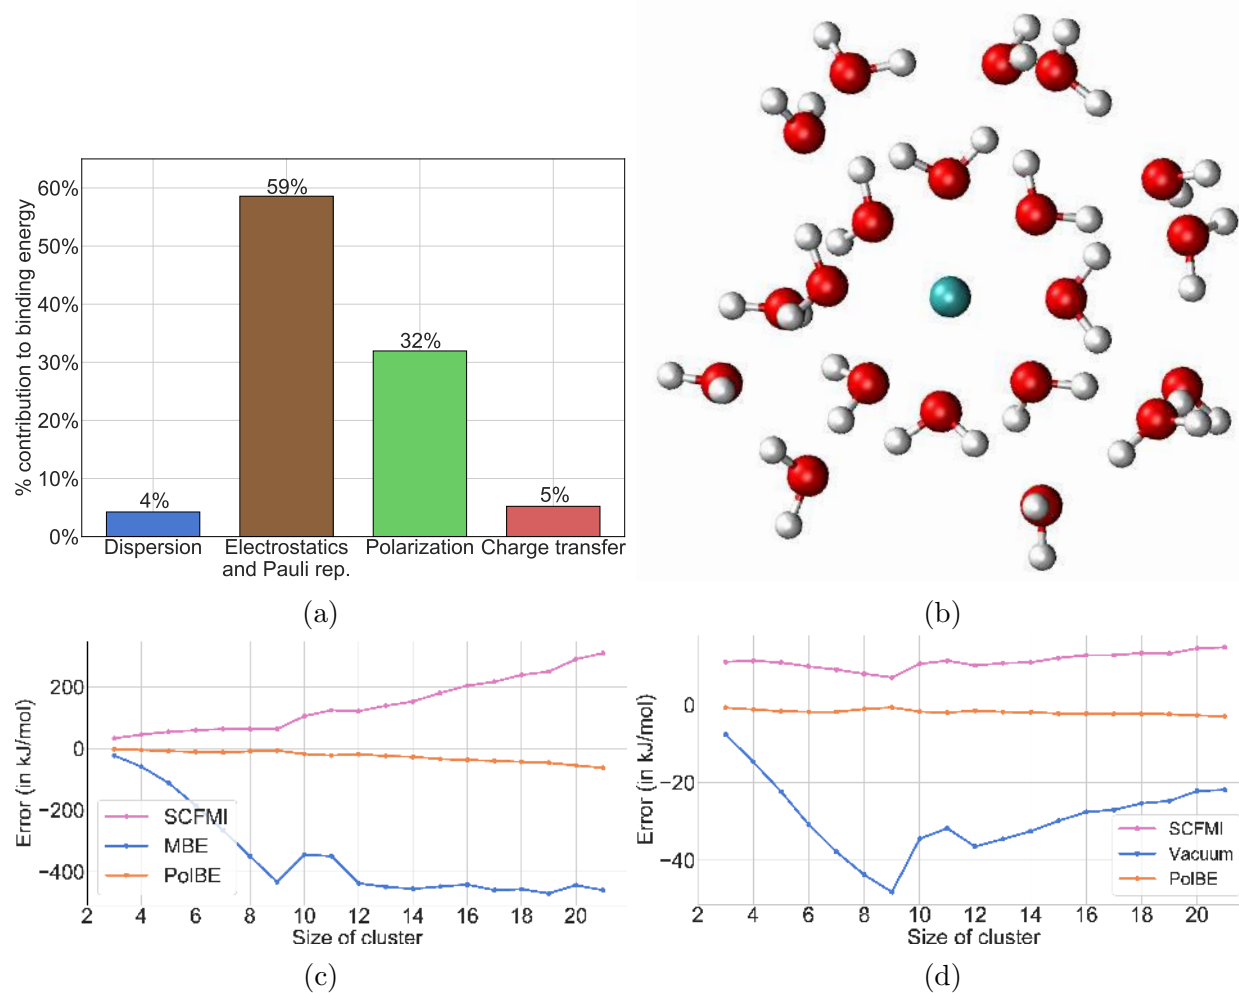 % contribution to binding energy
60%
50%
40%
30%
20%
10%
0%
59%
32%
4%
5%
Dispersion
Electrostatics
and Pauli rep.
Polarization
Charge transfer
(a)
(b)
Error (in kJ/mol)
200
0
−200
−400
SCFMI
MBE
PolBE
2 4 6 8 10 12 14 16 18 20
Size of cluster
(c)
Error (in kJ/mol)
0
−20
−40
SCFMI
Vacuum
PolBE
2 4 6 8 10 12 14 16 18 20
Size of cluster
(d)